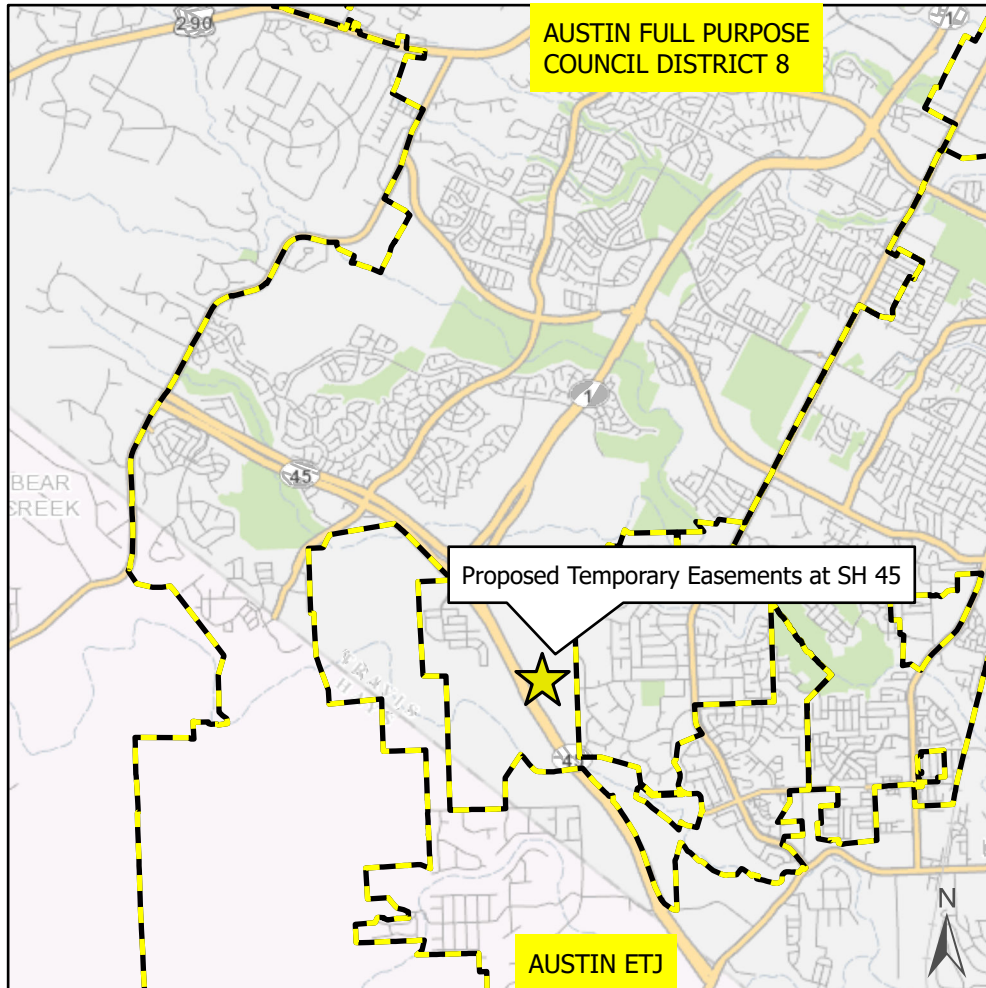 290
1
AUSTIN FULL PURPOSE
COUNCIL DISTRICT 8
1
45
BEAR
CREEK
Proposed Temporary Easements at SH 45
45
N
AUSTIN ETJ